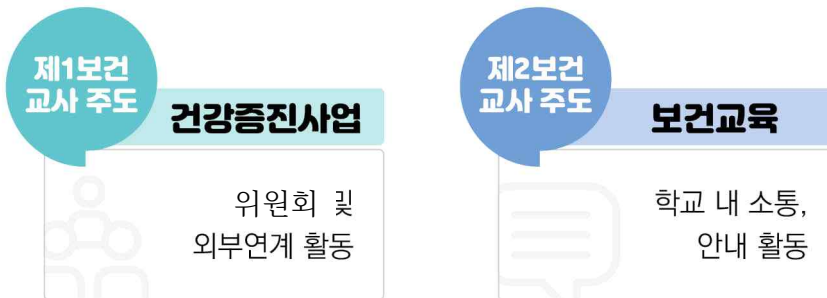 제1보건
교사 주도
건강증진사업
위원회 및
외부연계 활동
제2보건
교사 주도
보건교육
학교 내 소통,
안내 활동